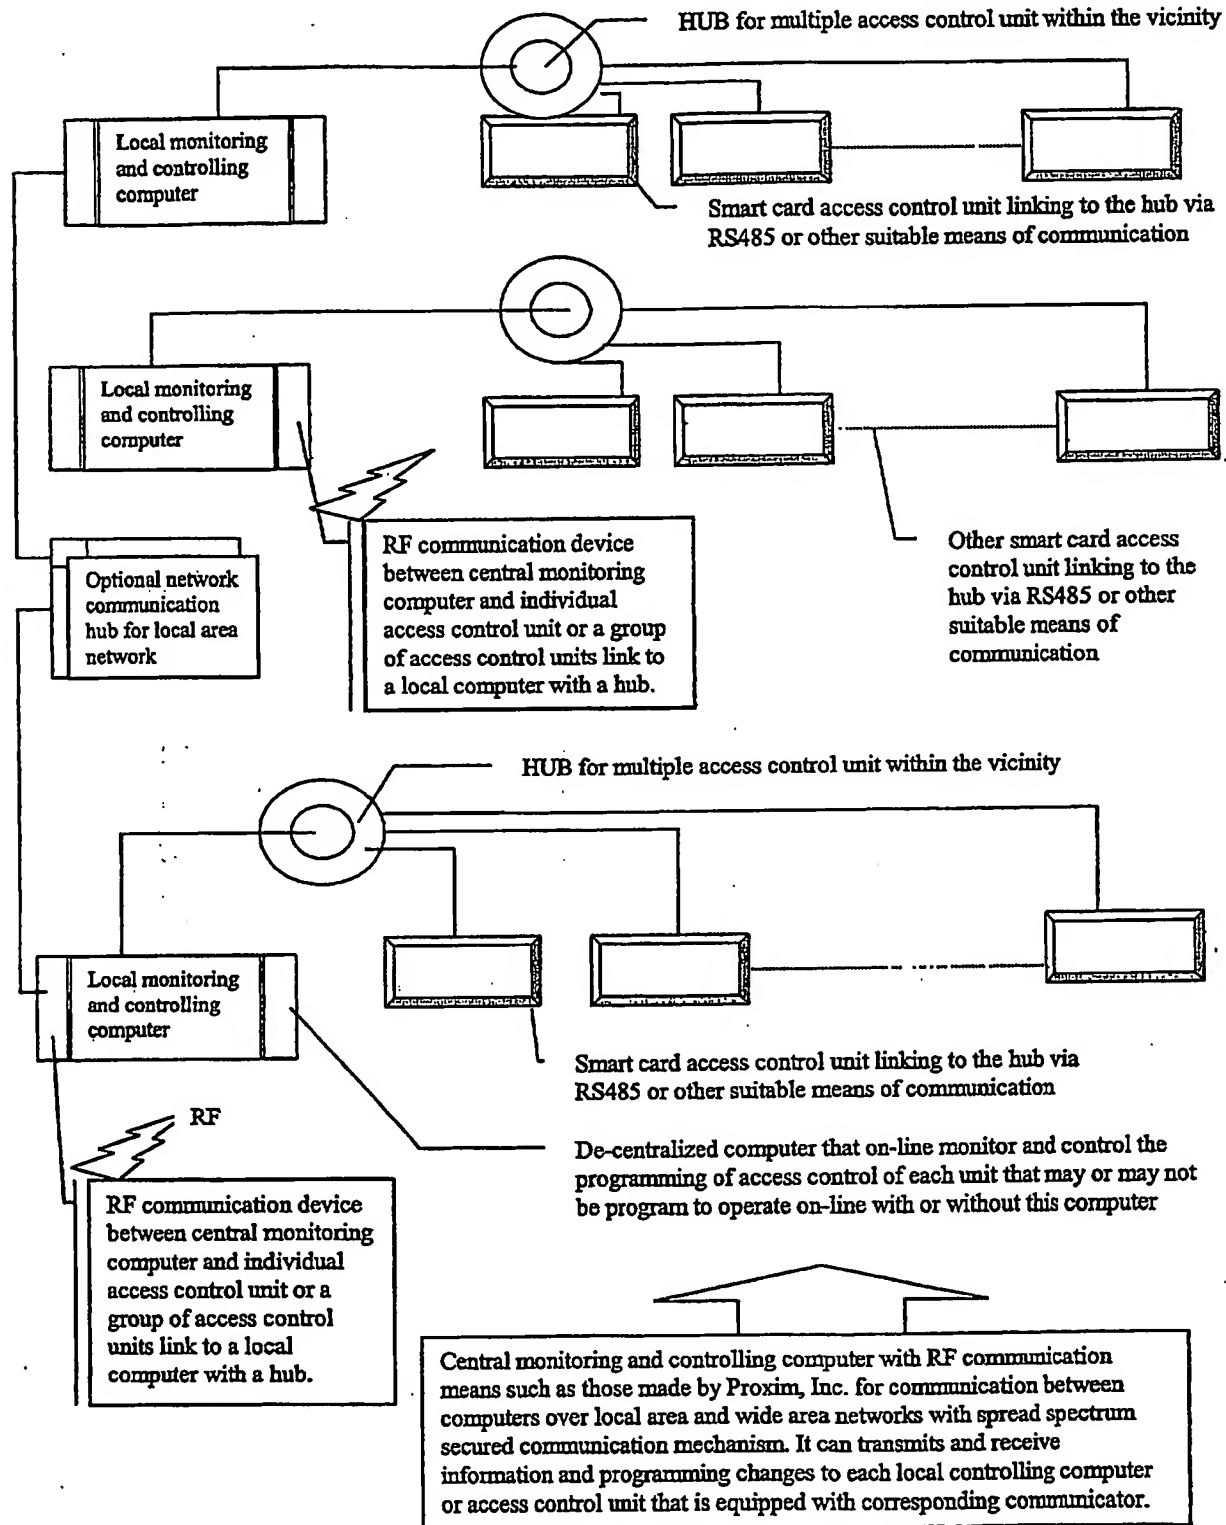 HUB for multiple access control unit within the vicinity
Local monitoring
and controlling
computer
Smart card access control unit linking to the hub via
RS485 or other suitable means of communication
Local monitoring
and controlling
computer
RF communication device
between central monitoring
computer and individual
access control unit or a group
of access control units link to
a local computer with a hub.
Other smart card access
control unit linking to the
hub via RS485 or other
suitable means of
communication
Optional network
communication
hub for local area
network
HUB for multiple access control unit within the vicinity
Local monitoring
and controlling
computer
Smart card access control unit linking to the hub via
RS485 or other suitable means of communication
RF
De-centralized computer that on-line monitor and control the
programming of access control of each unit that may or may not
be program to operate on-line with or without this computer
RF communication device
between central monitoring
computer and individual
access control unit or a
group of access control
units link to a local
computer with a hub.
Central monitoring and controlling computer with RF communication
means such as those made by Proxim, Inc. for communication between
computers over local area and wide area networks with spread spectrum
secured communication mechanism. It can transmits and receive
information and programming changes to each local controlling computer
or access control unit that is equipped with corresponding communicator.